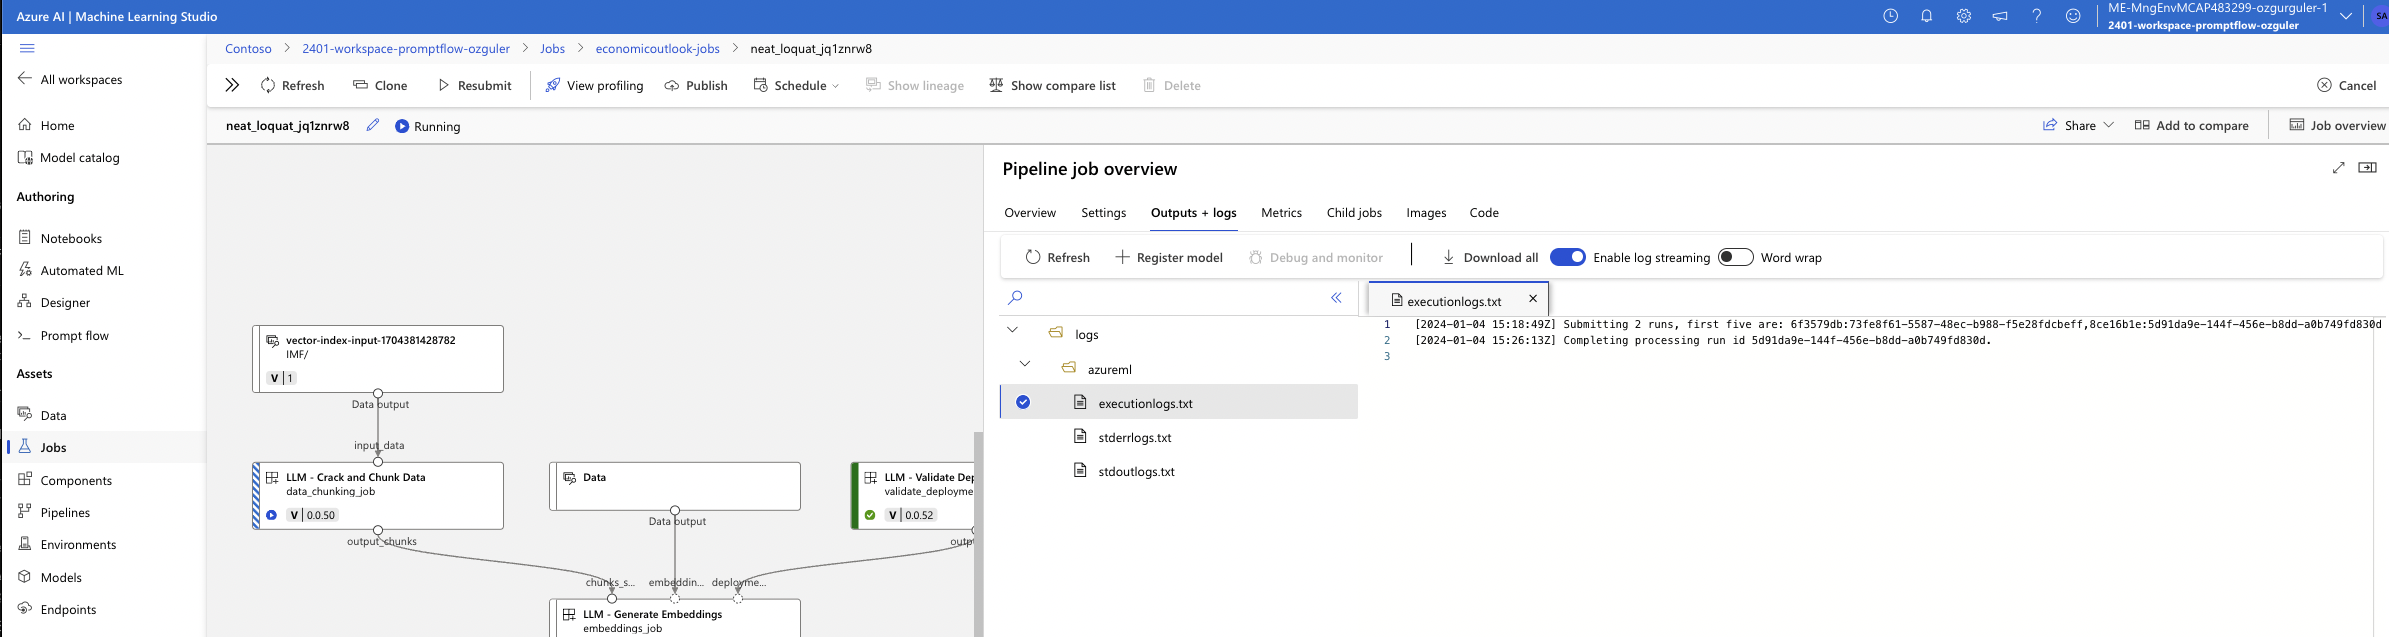 Azure AI | Machine Learning Studio
ME-MngEnvMCAP483299-ozgurguler-1
2401-workspace-promptflow-ozguler
SA
Contoso > 2401-workspace-promptflow-ozguler > Jobs > economicoutlook-jobs > neat_loquat_jq1znrw8
All workspaces
Home
Model catalog
Authoring
Notebooks
Automated ML
Designer
Prompt flow
Assets
Data
Jobs
Components
Pipelines
Environments
Models
Endpoints
Refresh Clone Resubmit View profiling Publish Schedule Show lineage Show compare list Delete Cancel
neat_loquat_jq1znrw8 Running Share Add to compare Job overview
vector-index-input-1704381428782
IMF/
V | 1
Data output
input_data
LLM - Crack and Chunk Data
data_chunking_job
V | 0.0.50
output_chunks
Data
Data output
LLM - Validate Dep
validate_deployme
V | 0.0.52
outp
chunks_s... embeddin... deployme...
LLM - Generate Embeddings
embeddings_job
Pipeline job overview
Overview Settings Outputs + logs Metrics Child jobs Images Code
Refresh Register model Debug and monitor Download all Enable log streaming Word wrap
logs
azureml
executionlogs.txt
stderrlogs.txt
stdoutlogs.txt
executionlogs.txt
1 [2024-01-04 15:18:49Z] Submitting 2 runs, first five are: 6f3579db:73fe8f61-5587-48ec-b988-f5e28fdcbeff,8ce16b1e:5d91da9e-144f-456e-b8dd-a0b749fd830d
2 [2024-01-04 15:26:13Z] Completing processing run id 5d91da9e-144f-456e-b8dd-a0b749fd830d.
3